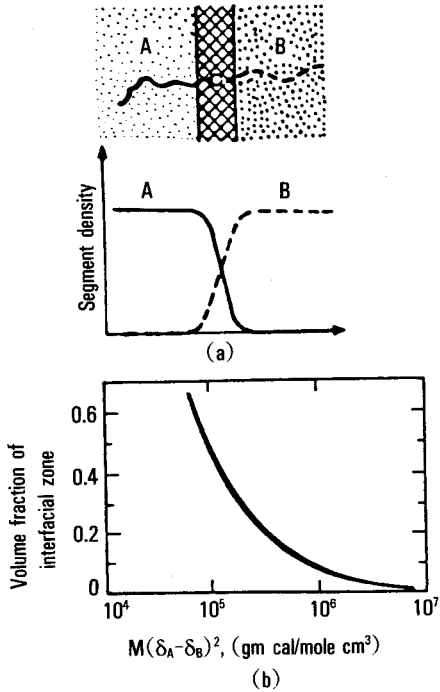 A
B
A
B
Segment density
(a)
Volume fraction of
interfacial zone
0.6
0.4
0.2
0
10⁴
10⁵
10⁶
10⁷
M(δA-δB)², (gm cal/mole cm³)
(b)